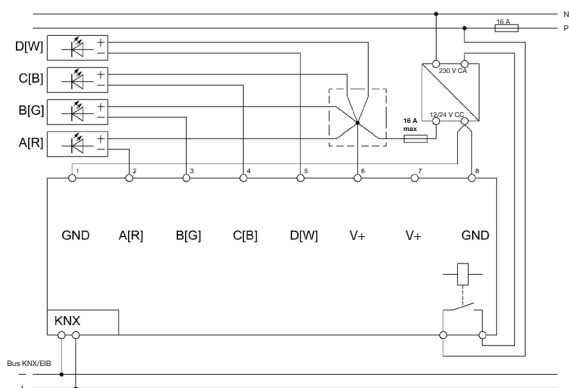 N
16 A
P
D[W]
+
−
C[B]
+
−
B[G]
+
−
A[R]
+
−
230 V CA
12/24 V CC
16 A
max
1 2 3 4 5 6 7 8
GND A[R] B[G] C[B] D[W] V+ V+ GND
KNX
Bus KNX/EIB
−
+